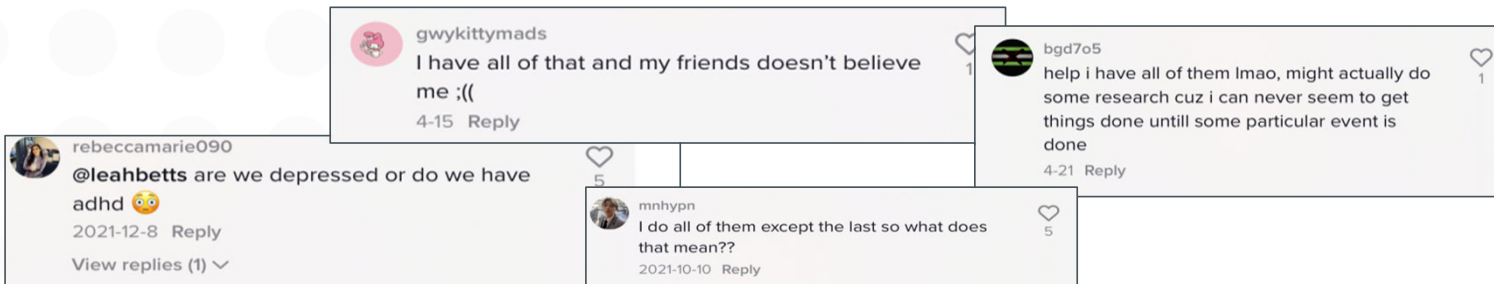 gwykittymads
I have all of that and my friends doesn't believe
me ;((
1
4-15 Reply
bgd7o5
help i have all of them lmao, might actually do
some research cuz i can never seem to get
things done untill some particular event is
done
1
4-21 Reply
rebeccamarie090
@leahbetts are we depressed or do we have
adhd 😳
5
2021-12-8 Reply
View replies (1)
mnhypn
I do all of them except the last so what does
that mean??
5
2021-10-10 Reply